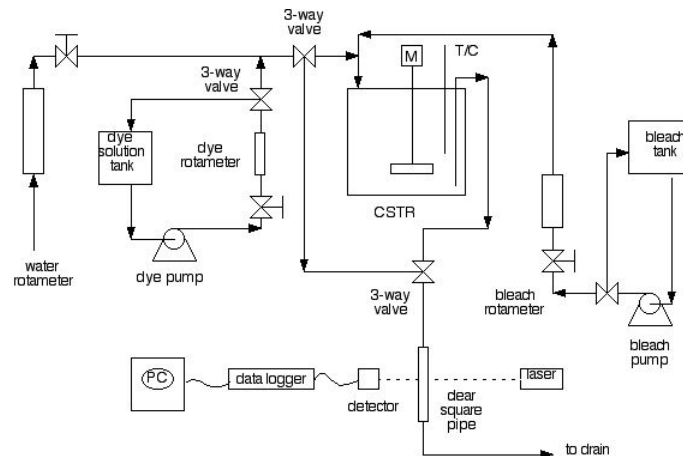 3-way
valve
M
T/C
3-way
valve
dye
solution
tank
dye
rotameter
bleach
tank
CSTR
water
rotameter
dye pump
3-way
valve
bleach
rotameter
bleach
pump
PC
data logger
detector
laser
clear
square
pipe
to drain